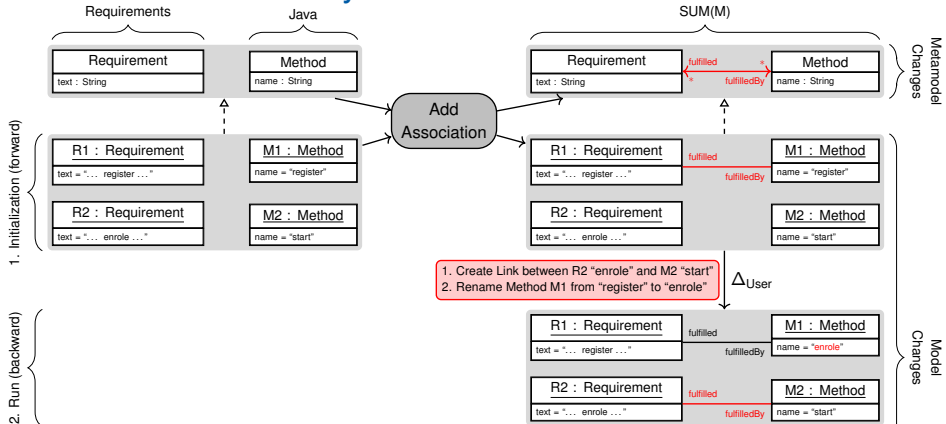 Requirements
Java
SUM(M)
Requirement
text : String
Method
name : String
Add
Association
Requirement
text : String
fulfilled
*
*
fulfilledBy
Method
name : String
Metamodel
Changes
1. Initialization (forward)
R1 : Requirement
text = “... register ...”
M1 : Method
name = “register”
R2 : Requirement
text = “... enrole ...”
M2 : Method
name = “start”
R1 : Requirement
text = “... register ...”
fulfilled
fulfilledBy
M1 : Method
name = “register”
R2 : Requirement
text = “... enrole ...”
M2 : Method
name = “start”
1. Create Link between R2 “enrole” and M2 “start”
2. Rename Method M1 from “register” to “enrole”
ΔUser
Model
Changes
2. Run (backward)
R1 : Requirement
text = “... register ...”
fulfilled
fulfilledBy
M1 : Method
name = “enrole”
R2 : Requirement
text = “... enrole ...”
fulfilled
fulfilledBy
M2 : Method
name = “start”